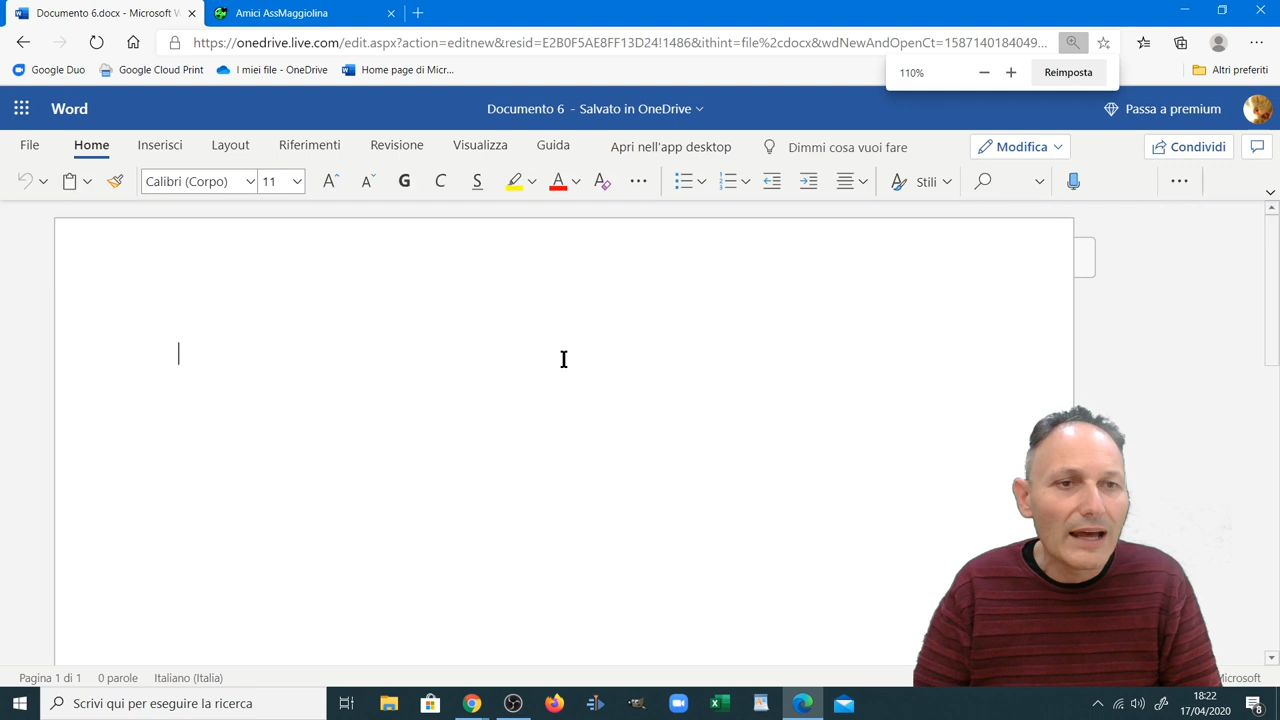 Documento 6.docx - Microsoft W
Amici AssMaggiolina
https://onedrive.live.com/edit.aspx?action=editnew&resid=E2B0F5AE8FF13D24!1486&ithint=file%2cdocx&wdNewAndOpenCt=1587140184049...
Google Duo
Google Cloud Print
I miei file - OneDrive
Home page di Micr...
110%
Reimposta
Altri preferiti
Word
Documento 6 - Salvato in OneDrive
Passa a premium
File
Home
Inserisci
Layout
Riferimenti
Revisione
Visualizza
Guida
Apri nell'app desktop
Dimmi cosa vuoi fare
Modifica
Condividi
Calibri (Corpo)
11
A
A
G
C
S
A
A
Stili
Pagina 1 di 1
0 parole
Italiano (Italia)
Microsoft
Scrivi qui per eseguire la ricerca
18:22
17/04/2020
8